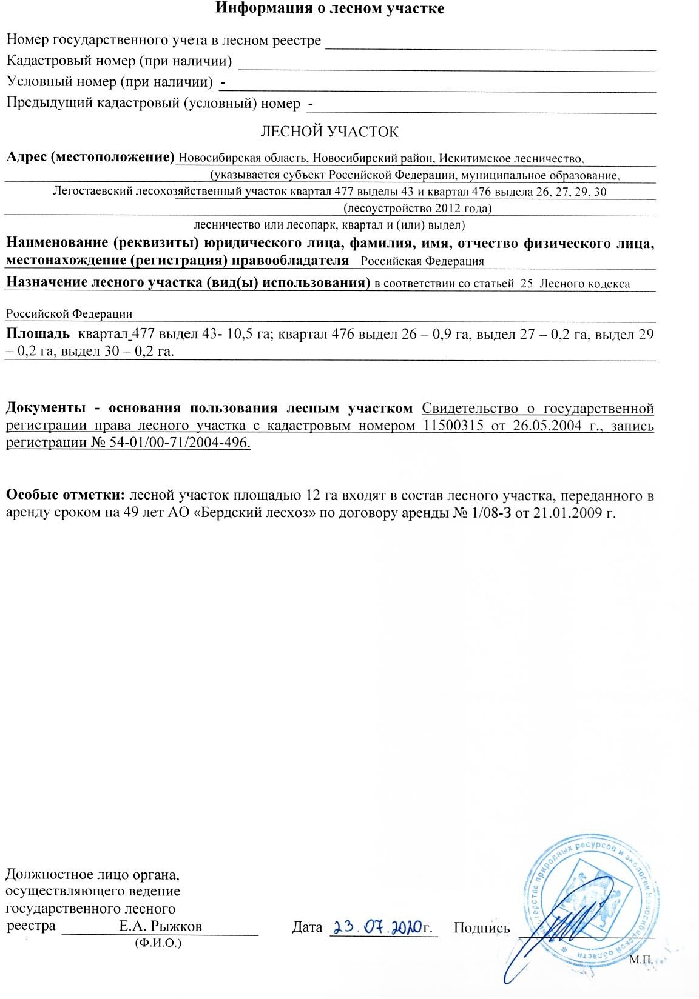 Информация о лесном участке
Номер государственного учета в лесном реестре
Кадастровый номер (при наличии)
Условный номер (при наличии) -
Предыдущий кадастровый (условный) номер -
ЛЕСНОЙ УЧАСТОК
Адрес (местоположение) Новосибирская область, Новосибирский район, Искитимское лесничество,
(указывается субъект Российской Федерации, муниципальное образование,
Легостаевский лесохозяйственный участок квартал 477 выделы 43 и квартал 476 выдела 26, 27, 29, 30
(лесоустройство 2012 года)
лесничество или лесопарк, квартал и (или) выдел)
Наименование (реквизиты) юридического лица, фамилия, имя, отчество физического лица,
местонахождение (регистрация) правообладателя Российская Федерация
Назначение лесного участка (вид(ы) использования) в соответствии со статьей 25 Лесного кодекса
Российской Федерации
Площадь квартал 477 выдел 43- 10,5 га; квартал 476 выдел 26 – 0,9 га, выдел 27 – 0,2 га, выдел 29
– 0,2 га, выдел 30 – 0,2 га.
Документы - основания пользования лесным участком Свидетельство о государственной
регистрации права лесного участка с кадастровым номером 11500315 от 26.05.2004 г., запись
регистрации № 54-01/00-71/2004-496.
Особые отметки: лесной участок площадью 12 га входят в состав лесного участка, переданного в
аренду сроком на 49 лет АО «Бердский лесхоз» по договору аренды № 1/08-З от 21.01.2009 г.
Должностное лицо органа,
осуществляющего ведение
государственного лесного
реестра Е.А. Рыжков Дата 23.07.2020г. Подпись
(Ф.И.О.)
М.П.
министерство природных ресурсов и экологии Новосибирской области *